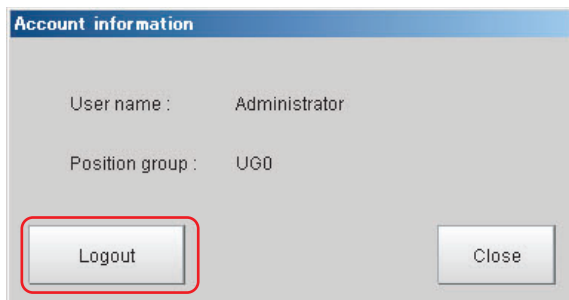 Account information
User name : Administrator
Position group : UG0
Logout Close